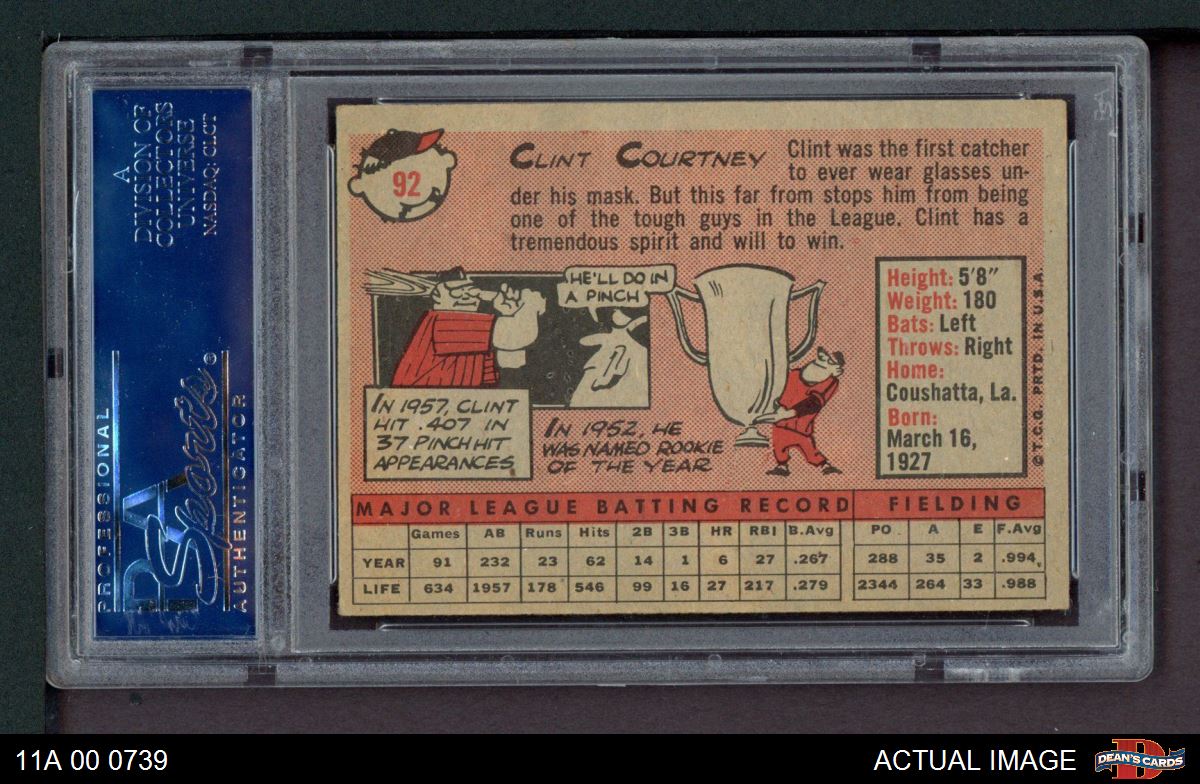 A
DIVISION OF
COLLECTORS
UNIVERSE
NASDAQ: CLCT
PROFESSIONAL
PSA
Sports
®
AUTHENTICATOR
92
CLINT COURTNEY
Clint was the first catcher
to ever wear glasses un-
der his mask. But this far from stops him from being
one of the tough guys in the League. Clint has a
tremendous spirit and will to win.
HE'LL DO IN
A PINCH
IN 1957, CLINT
HIT .407 IN
37 PINCH HIT
APPEARANCES
IN 1952, HE
WAS NAMED ROOKIE
OF THE YEAR
Height: 5'8"
Weight: 180
Bats: Left
Throws: Right
Home:
Coushatta, La.
Born:
March 16,
1927
© T.C.G. PRTD. IN U.S.A.
MAJOR LEAGUE BATTING RECORD FIELDING
Games AB Runs Hits 2B 3B HR RBI B.Avg PO A E F.Avg
YEAR 91 232 23 62 14 1 6 27 .267 288 35 2 .994
LIFE 634 1957 178 546 99 16 27 217 .279 2344 264 33 .988
11A 00 0739
ACTUAL IMAGE
D
DEAN'S CARDS